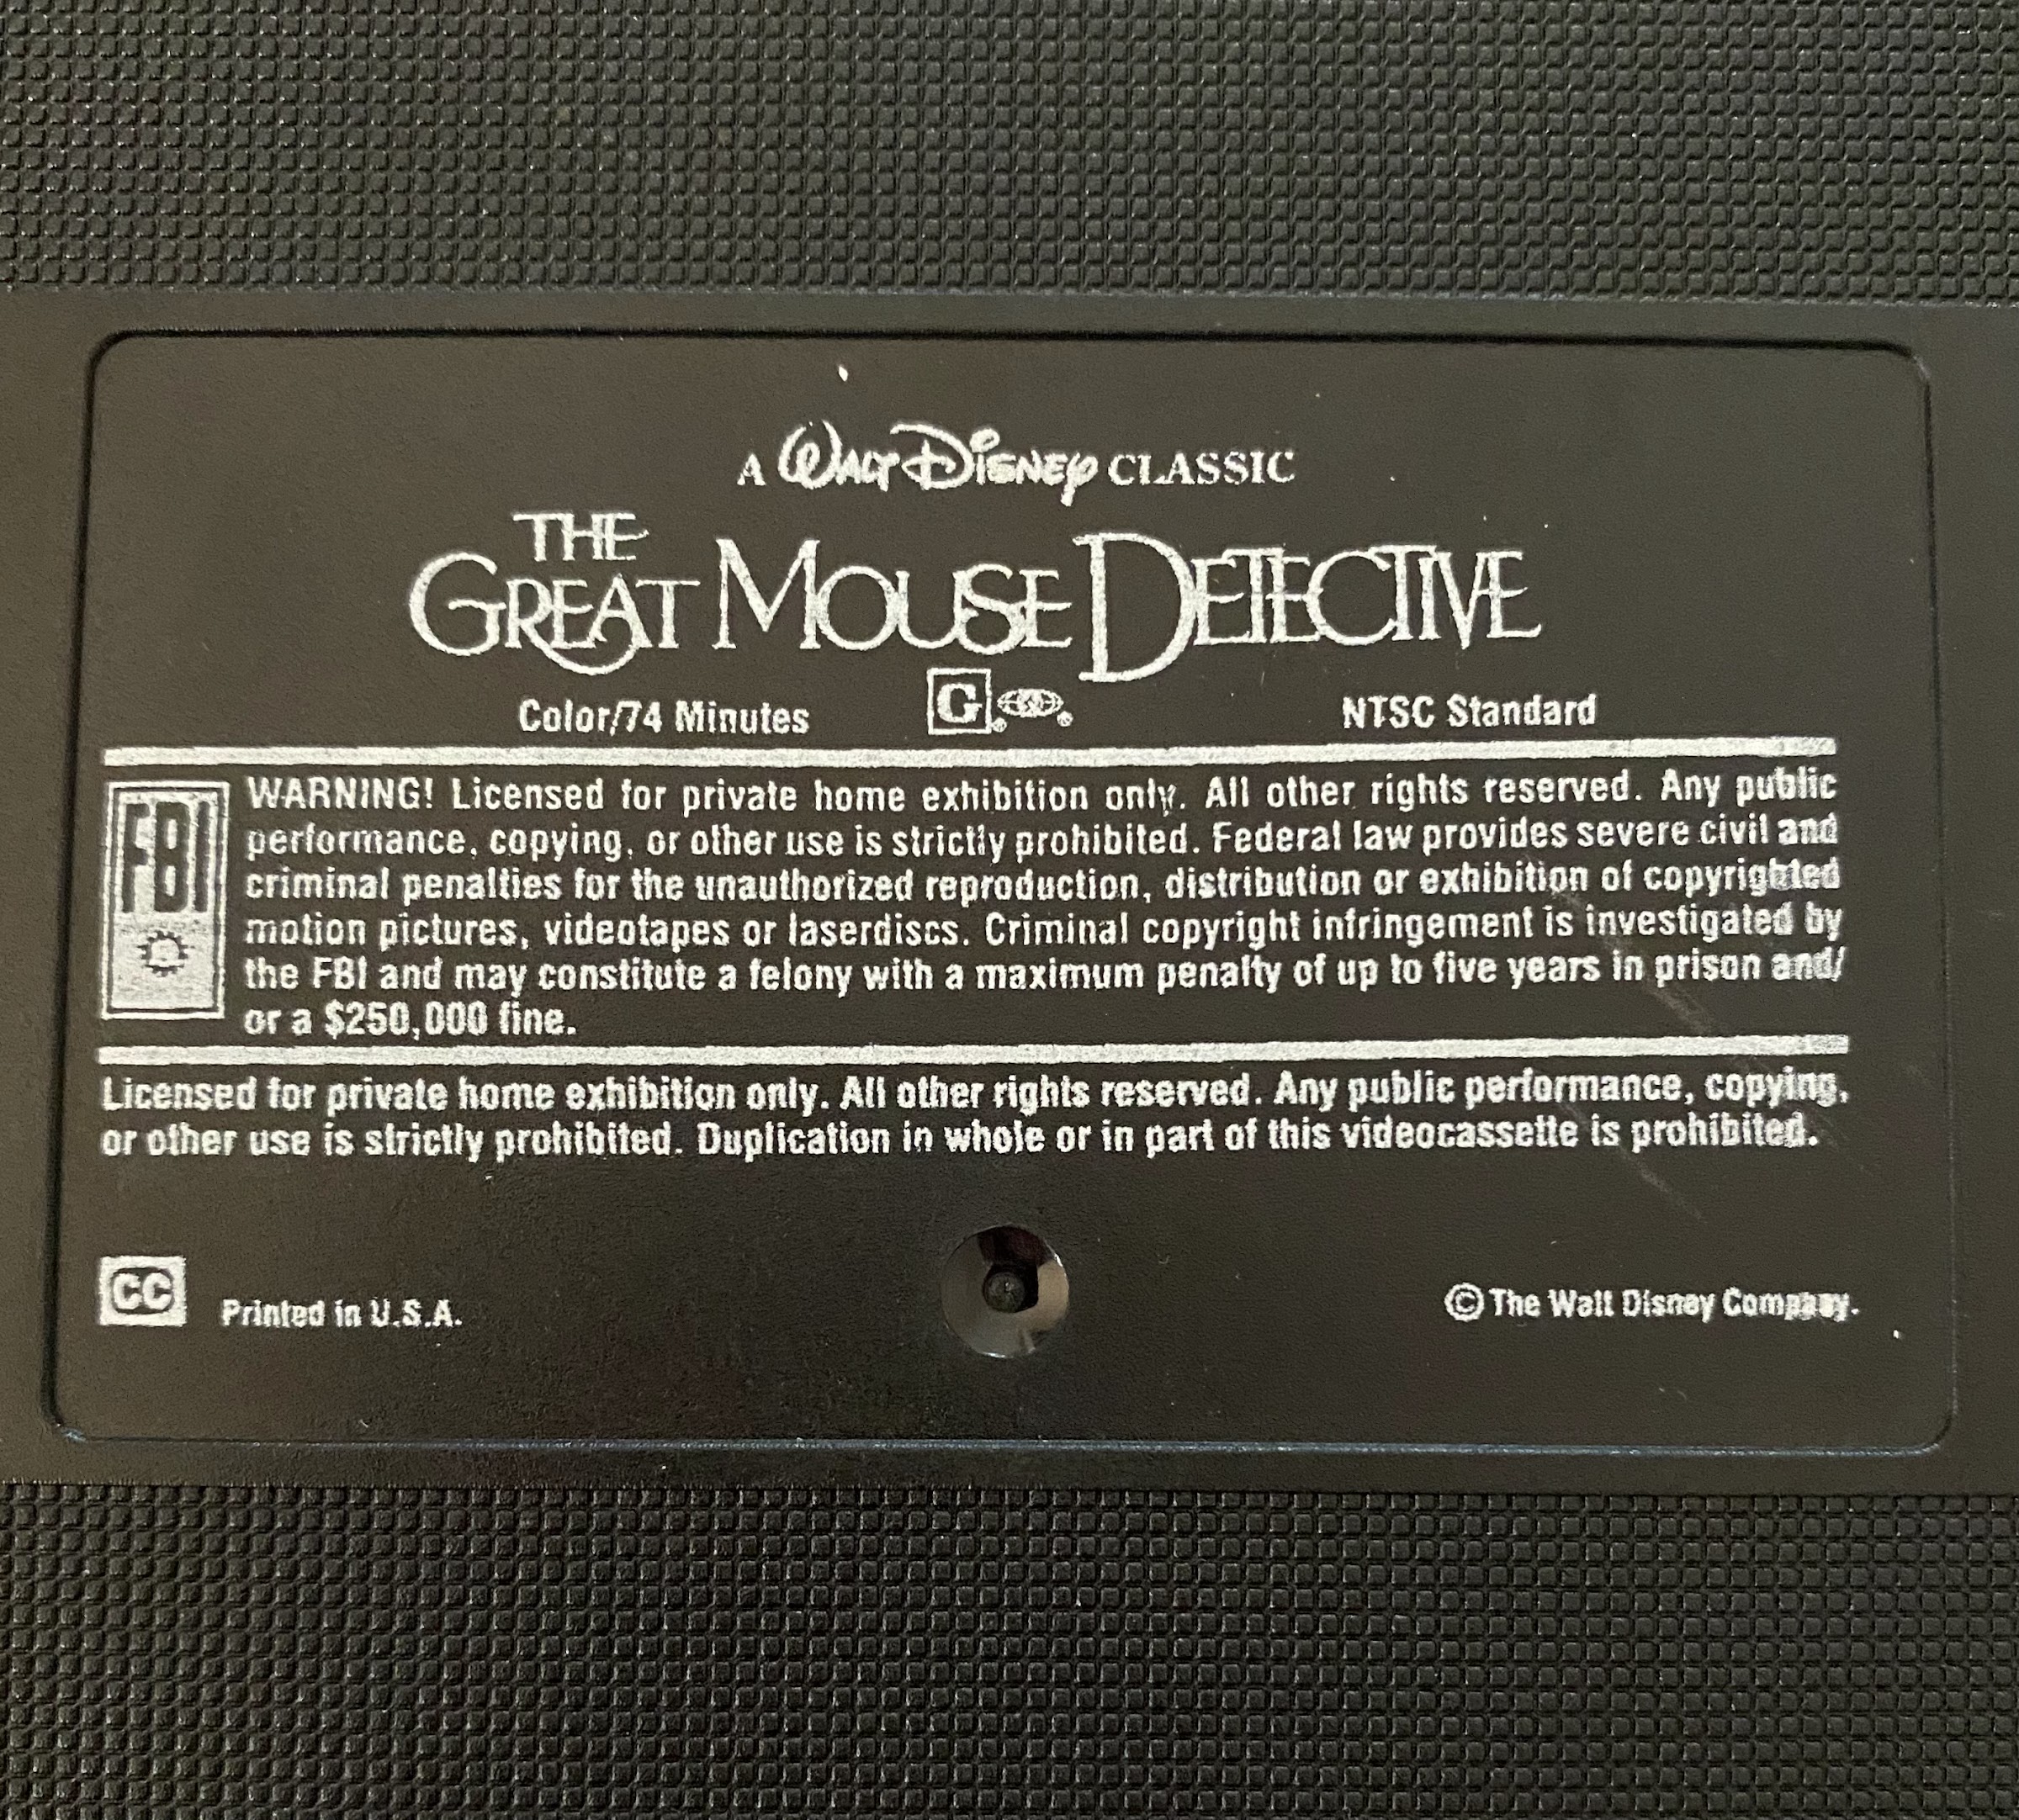 A WALT DISNEY CLASSIC
THE
GREAT MOUSE DETECTIVE
Color/74 Minutes G ® ® NTSC Standard
FBI
WARNING! Licensed for private home exhibition only. All other rights reserved. Any public
performance, copying, or other use is strictly prohibited. Federal law provides severe civil and
criminal penalties for the unauthorized reproduction, distribution or exhibition of copyrighted
motion pictures, videotapes or laserdiscs. Criminal copyright infringement is investigated by
the FBI and may constitute a felony with a maximum penalty of up to five years in prison and/
or a $250,000 fine.
Licensed for private home exhibition only. All other rights reserved. Any public performance, copying,
or other use is strictly prohibited. Duplication in whole or in part of this videocassette is prohibited.
CC Printed in U.S.A. © The Walt Disney Company.